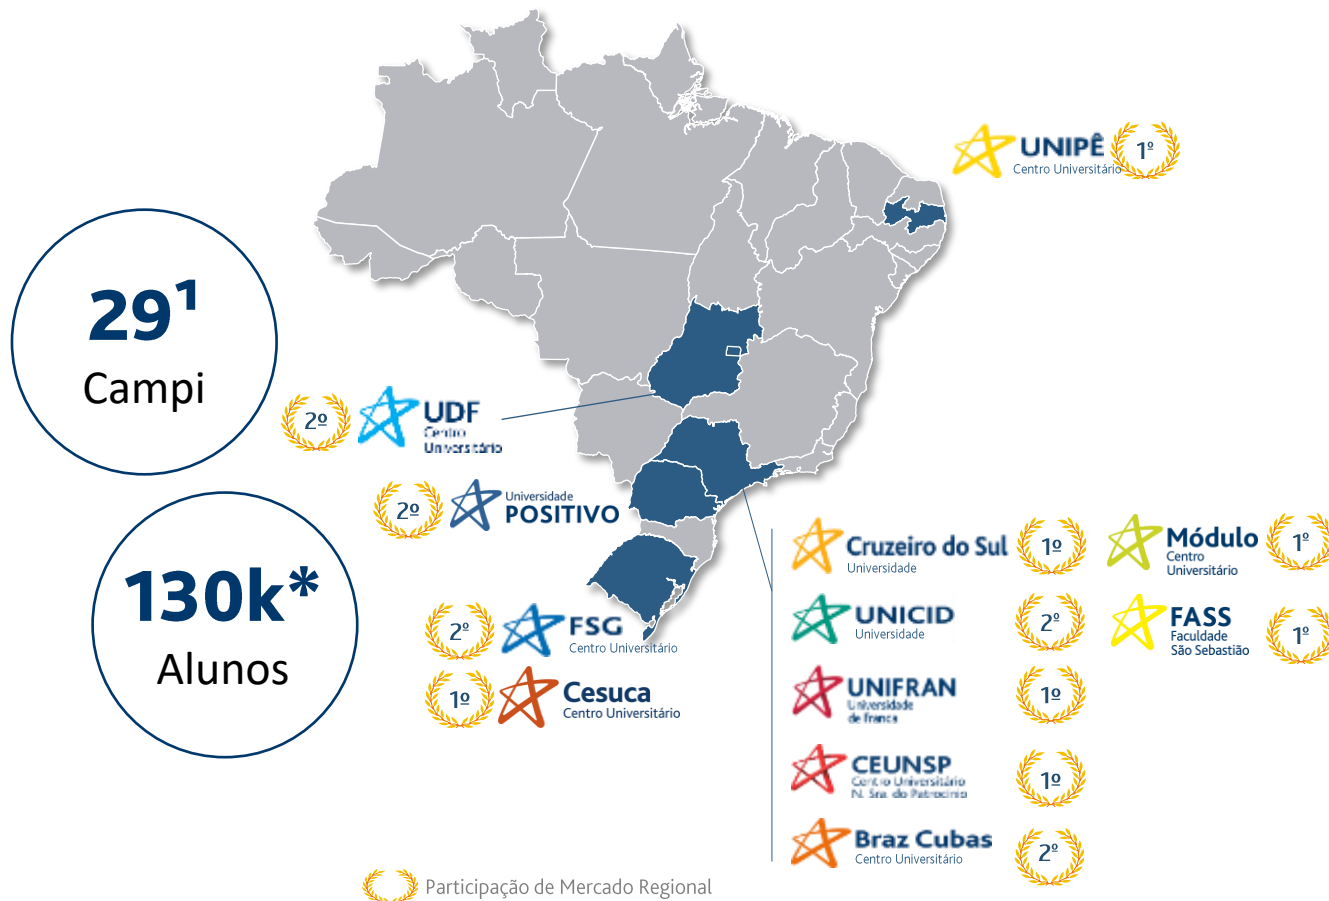 UNIPÊ
Centro Universitário
1º
29¹
Campi
2º
UDF
Centro
Universitário
2º
Universidade
POSITIVO
130k*
Alunos
2º
FSG
Centro Universitário
1º
Cesuca
Centro Universitário
Cruzeiro do Sul
Universidade
1º
Módulo
Centro
Universitário
1º
UNICID
Universidade
2º
FASS
Faculdade
São Sebastião
1º
UNIFRAN
Universidade
de Franca
1º
CEUNSP
Centro Universitário
N. Sra. do Patrocínio
1º
Braz Cubas
Centro Universitário
2º
Participação de Mercado Regional